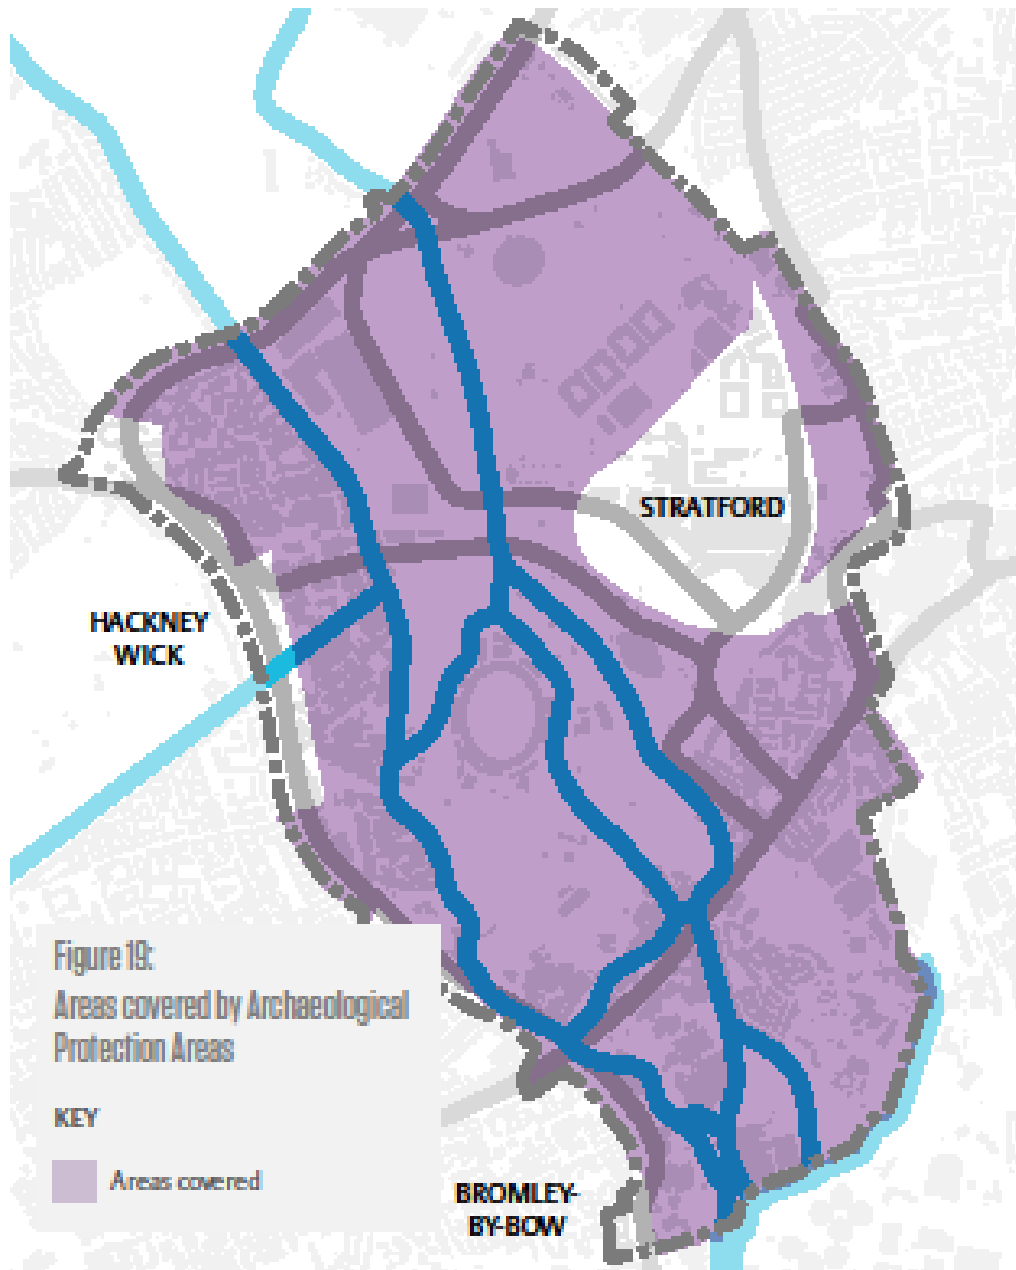 STRATFORD
HACKNEY
WICK
Figure 19:
Areas covered by Archaeological
Protection Areas
KEY
Areas covered
BROMLEY-
BY-BOW